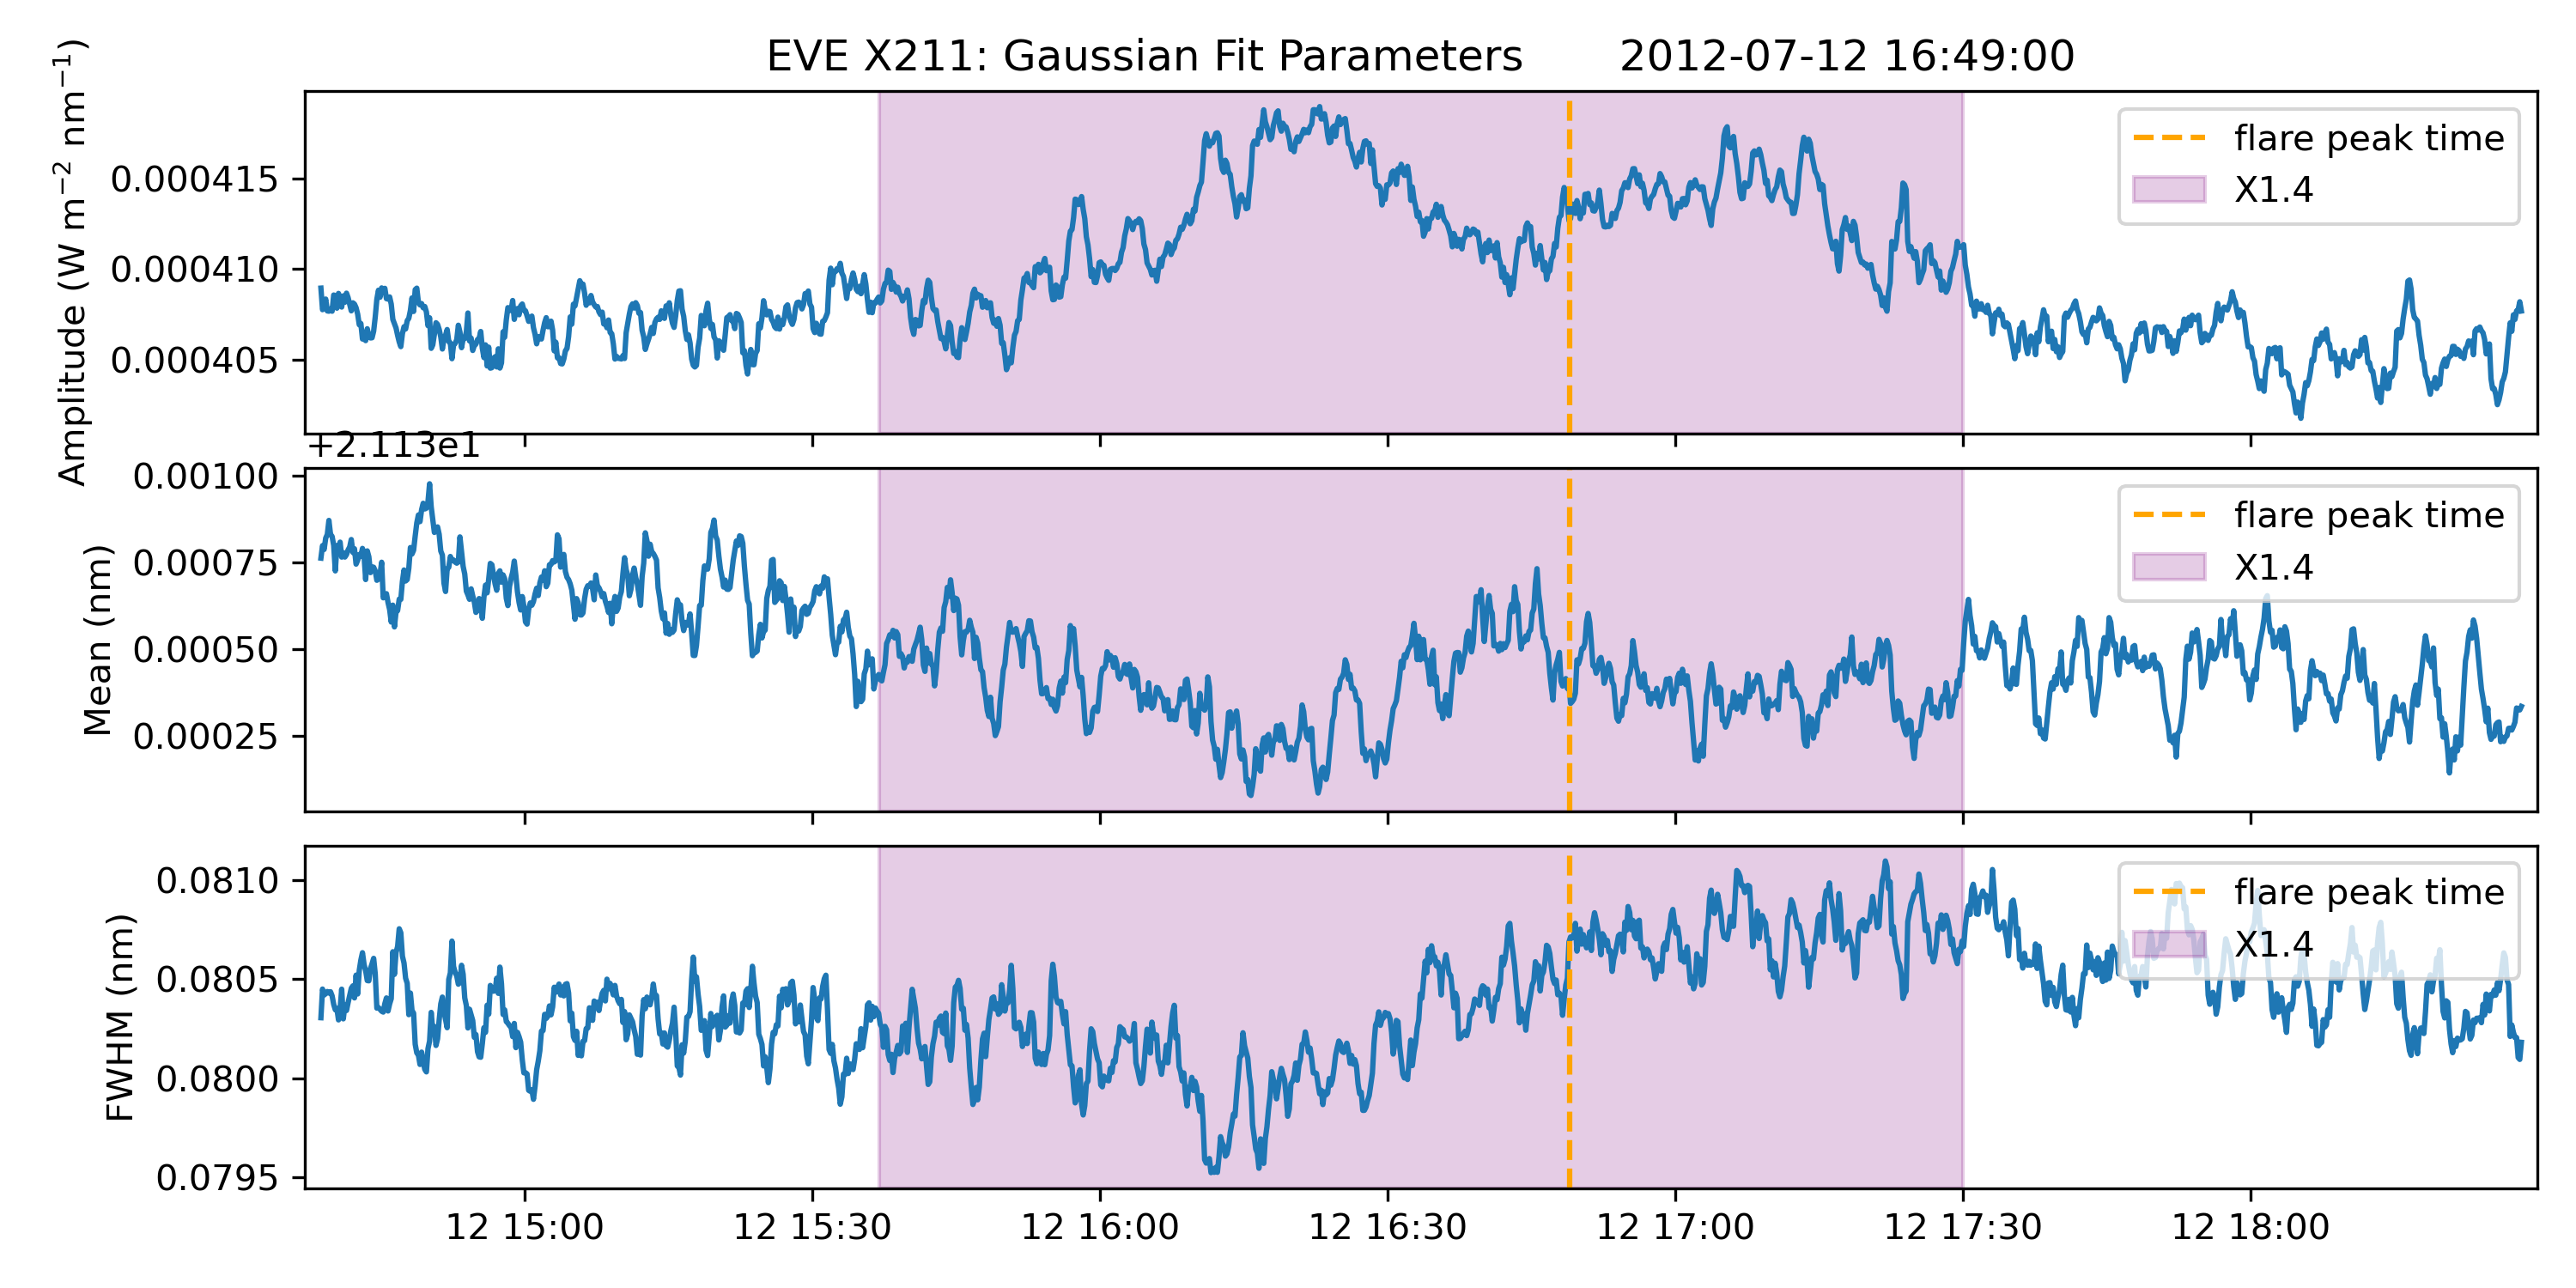 EVE X211: Gaussian Fit Parameters 2012-07-12 16:49:00
Amplitude (W m⁻² nm⁻¹)
0.000415
0.000410
0.000405
flare peak time
X1.4
+2.113e1
Mean (nm)
0.00100
0.00075
0.00050
0.00025
flare peak time
X1.4
FWHM (nm)
0.0810
0.0805
0.0800
0.0795
flare peak time
X1.4
12 15:00 12 15:30 12 16:00 12 16:30 12 17:00 12 17:30 12 18:00